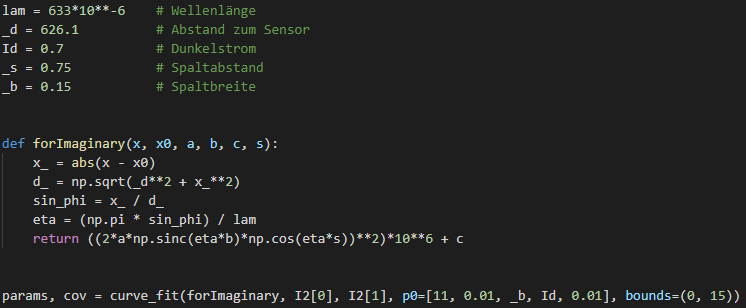 lam = 633*10**-6    # Wellenlänge
_d = 626.1          # Abstand zum Sensor
Id = 0.7            # Dunkelstrom
_s = 0.75           # Spaltabstand
_b = 0.15           # Spaltbreite
def forImaginary(x, x0, a, b, c, s):
    x_ = abs(x - x0)
    d_ = np.sqrt(_d**2 + x_**2)
    sin_phi = x_ / d_
    eta = (np.pi * sin_phi) / lam
    return ((2*a*np.sinc(eta*b)*np.cos(eta*s))**2)*10**6 + c
params, cov = curve_fit(forImaginary, I2[0], I2[1], p0=[11, 0.01, _b, Id, 0.01], bounds=(0, 15))